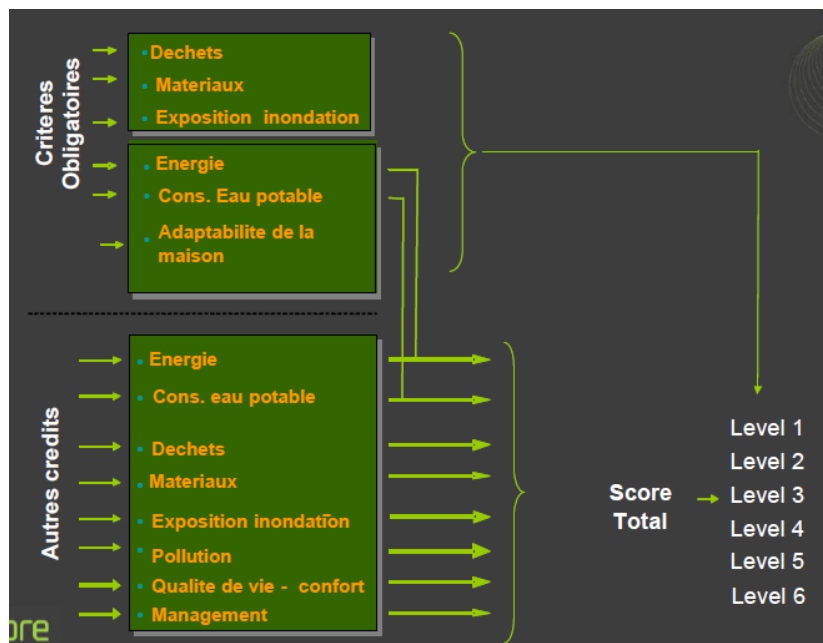 Criteres
Obligatoires
Dechets
Materiaux
Exposition inondation
Energie
Cons. Eau potable
Adaptabilite de la
maison
Autres credits
Energie
Cons. eau potable
Dechets
Materiaux
Exposition inondation
Pollution
Qualite de vie - confort
Management
Score
Total
Level 1
Level 2
Level 3
Level 4
Level 5
Level 6
ore